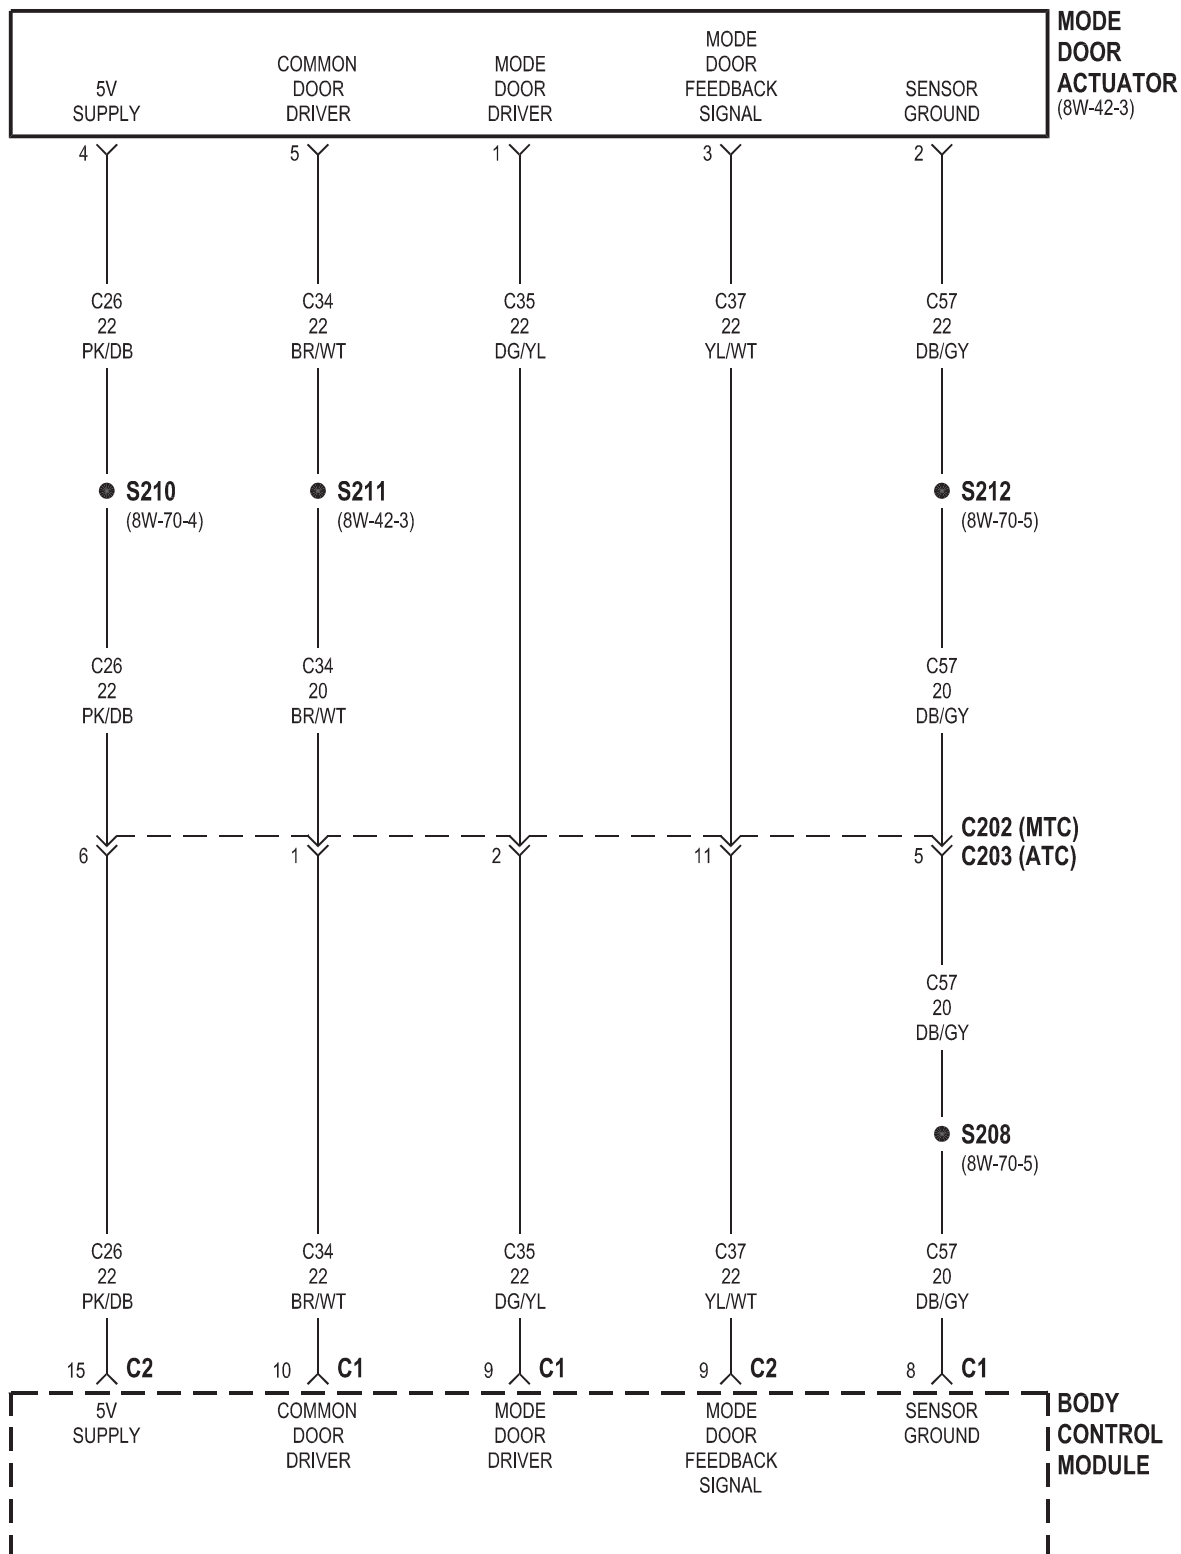 MODE
DOOR
ACTUATOR
(8W-42-3)
5V
SUPPLY
COMMON
DOOR
DRIVER
MODE
DOOR
DRIVER
MODE
DOOR
FEEDBACK
SIGNAL
SENSOR
GROUND
4
5
1
3
2
C26
22
PK/DB
C34
22
BR/WT
C35
22
DG/YL
C37
22
YL/WT
C57
22
DB/GY
S210
(8W-70-4)
S211
(8W-42-3)
S212
(8W-70-5)
C26
22
PK/DB
C34
20
BR/WT
C57
20
DB/GY
6
1
2
11
5
C202 (MTC)
C203 (ATC)
C57
20
DB/GY
S208
(8W-70-5)
C26
22
PK/DB
C34
22
BR/WT
C35
22
DG/YL
C37
22
YL/WT
C57
20
DB/GY
15 C2
10 C1
9 C1
9 C2
8 C1
5V
SUPPLY
COMMON
DOOR
DRIVER
MODE
DOOR
DRIVER
MODE
DOOR
FEEDBACK
SIGNAL
SENSOR
GROUND
BODY
CONTROL
MODULE